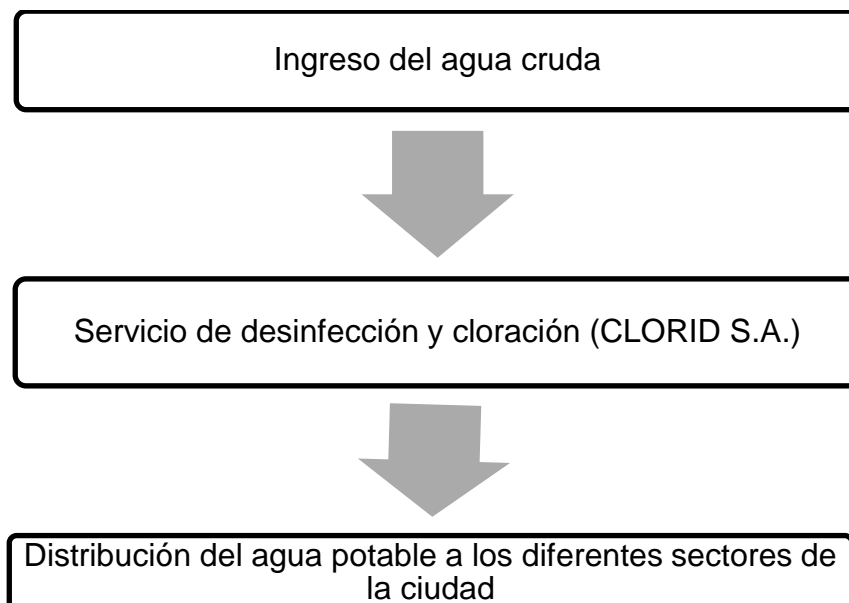 Ingreso del agua cruda
Servicio de desinfección y cloración (CLORID S.A.)
Distribución del agua potable a los diferentes sectores de
la ciudad